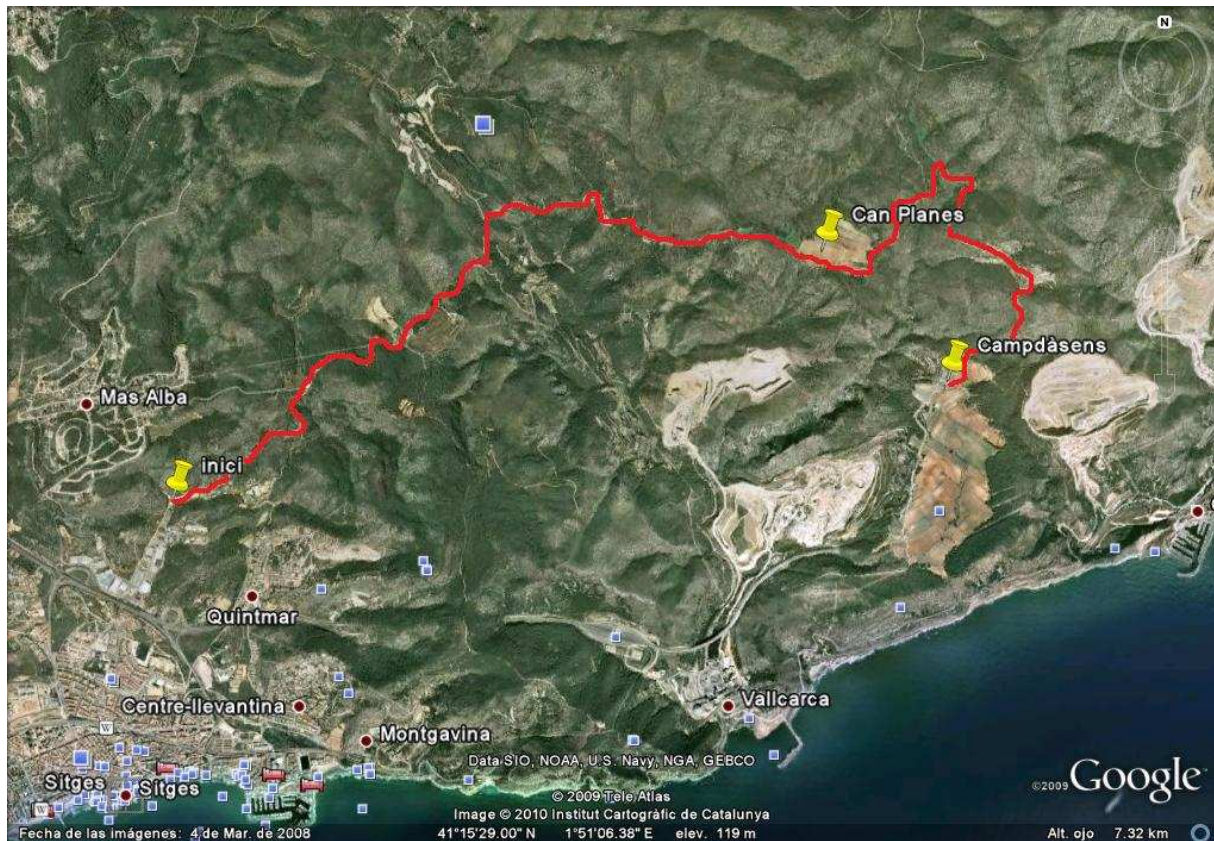 N
Can Planes
Campdàsens
Mas Alba
inici
Quintmar
Centre-llevantina
Vallcarca
Montgavina
Data SIO, NOAA, U.S. Navy, NGA, GEBCO
Sitges
Sitges
W
W
© 2009 Tele Atlas
©2009 Google
Image © 2010 Institut Cartogràfic de Catalunya
Fecha de las imágenes: 4 de Mar. de 2008 41°15'29.00" N 1°51'06.38" E elev. 119 m Alt. ojo 7.32 km